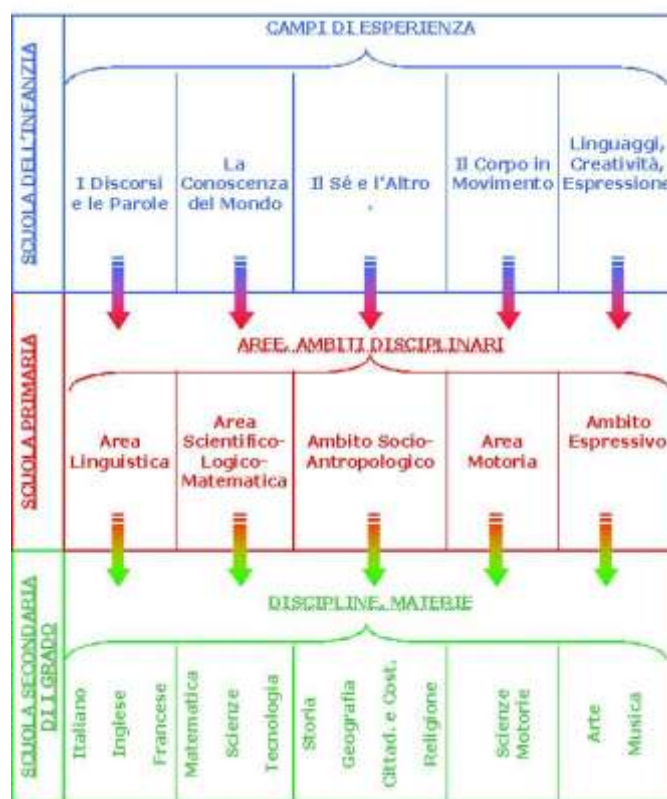 SCUOLA DELL'INFANZIA
CAMPI DI ESPERIENZA
I Discorsi
e le Parole
La
Conoscenza
del Mondo
Il Sé e l'Altro
.
Il Corpo in
Movimento
Linguaggi,
Creatività,
Espressione
SCUOLA PRIMARIA
AREE, AMBITI DISCIPLINARI
Area
Linguistica
Area
Scientifico-
Logico-
Matematica
Ambito Socio-
Antropologico
Area
Motoria
Ambito
Espressivo
SCUOLA SECONDARIA
DI I GRADO
DISCIPLINE, MATERIE
Italiano
Inglese
Francese
Matematica
Scienze
Tecnologia
Storia
Geografia
Cittad. e Cost.
Religione
Scienze
Motorie
Arte
Musica